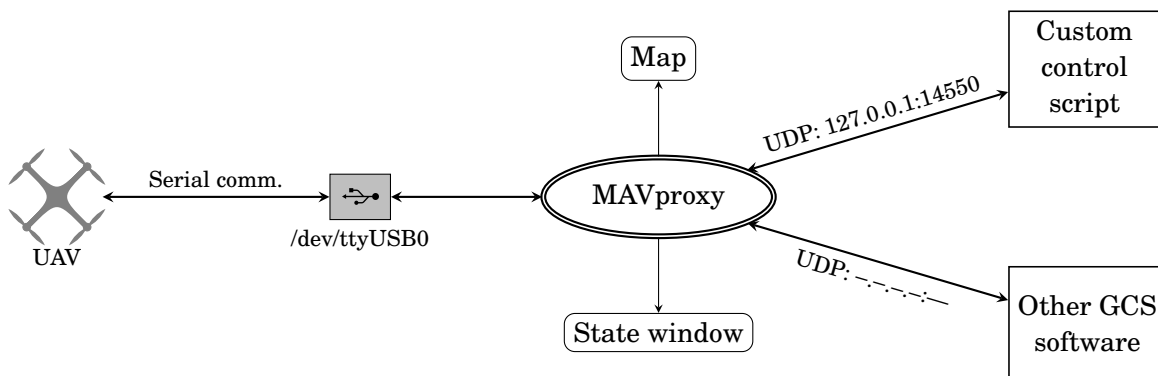 Map
Custom
control
script
UDP: 127.0.0.1:14550
Serial comm.
MAVproxy
/dev/ttyUSB0
UAV
UDP: _._._._:__
State window
Other GCS
software